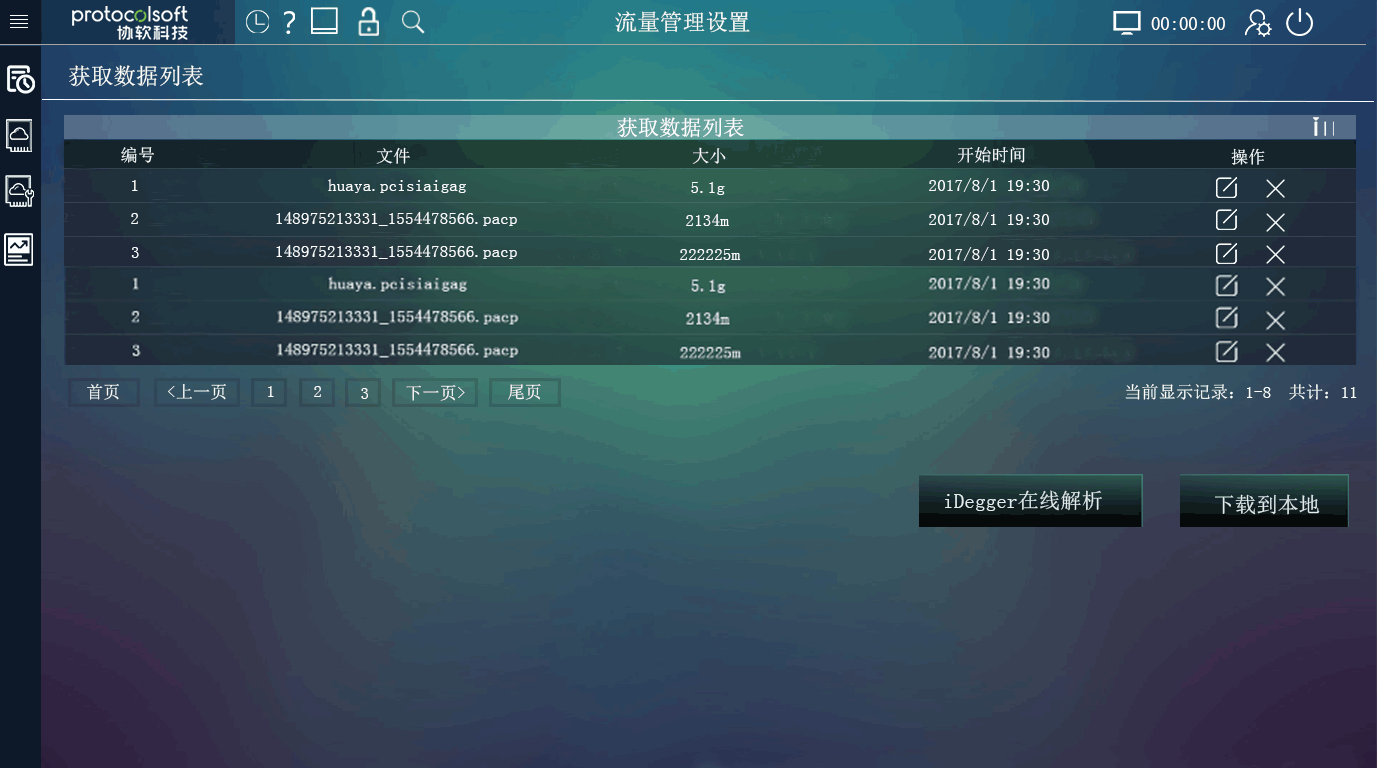 protocolsoft
协软科技
?
流量管理设置
00:00:00
获取数据列表
获取数据列表
编号 文件 大小 开始时间 操作
1 huaya.pcisiaigag 5.1g 2017/8/1 19:30
2 148975213331_1554478566.pacp 2134m 2017/8/1 19:30
3 148975213331_1554478566.pacp 222225m 2017/8/1 19:30
1 huaya.pcisiaigag 5.1g 2017/8/1 19:30
2 148975213331_1554478566.pacp 2134m 2017/8/1 19:30
3 148975213331_1554478566.pacp 222225m 2017/8/1 19:30
首页 <上一页 1 2 3 下一页> 尾页 当前显示记录: 1-8 共计: 11
iDegger在线解析 下载到本地